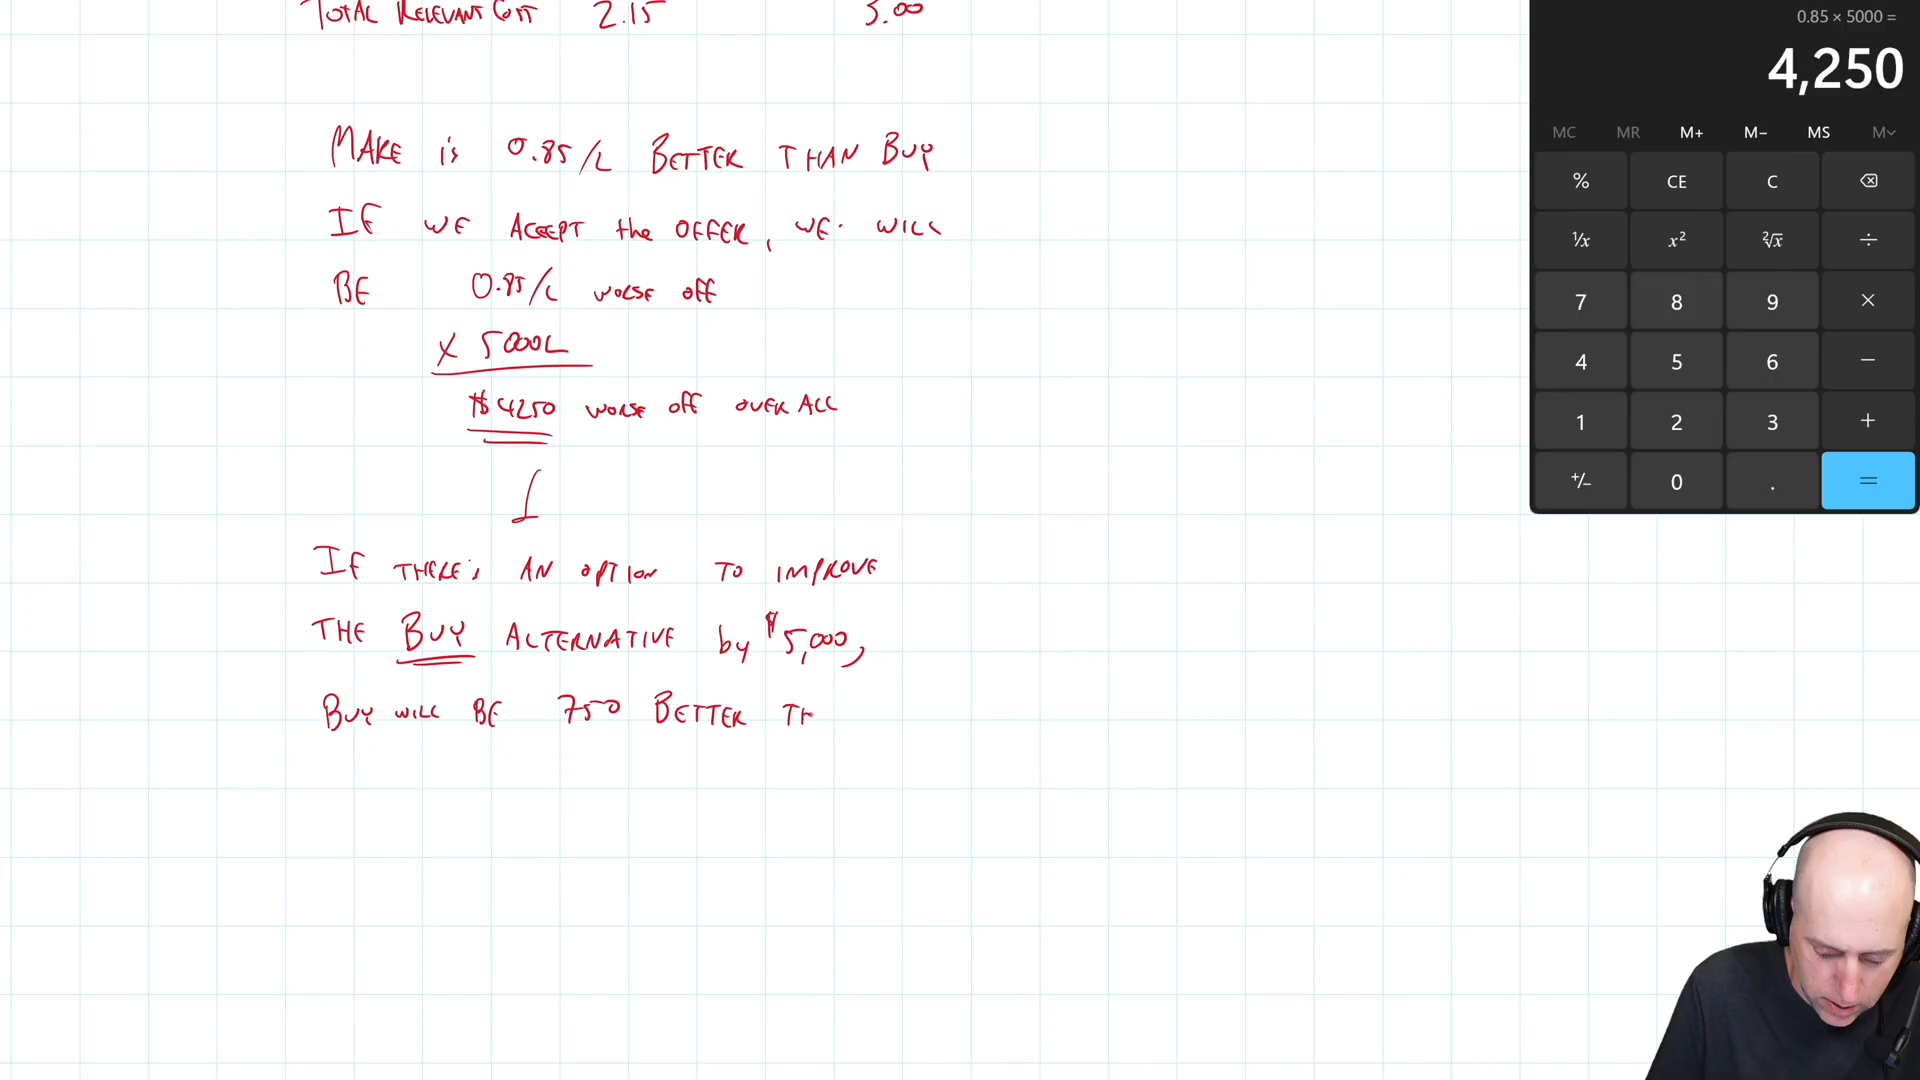 TOTAL RELEVANT COST 2.15 3.00
MAKE is 0.85/L BETTER THAN BUY
IF WE ACCEPT the OFFER, WE WILL
BE 0.85/L WORSE OFF
X 5000L
$4250 WORSE OFF OVERALL
IF THERE'S AN OPTION TO IMPROVE
THE BUY ALTERNATIVE by $5,000,
BUY WILL BE 750 BETTER TH
0.85 × 5000 =
4,250
MC MR M+ M− MS M˅
% CE C ⌫
⅟x x² ²√x ÷
7 8 9 ×
4 5 6 −
1 2 3 +
+/− 0 . =